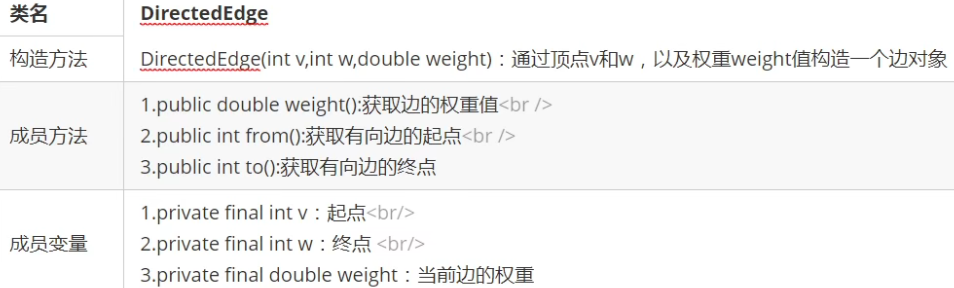 类名 DirectedEdge
构造方法 DirectedEdge(int v,int w,double weight)：通过顶点v和w，以及权重weight值构造一个边对象
1.public double weight():获取边的权重值<br />
成员方法 2.public int from():获取有向边的起点<br />
3.public int to():获取有向边的终点
1.private final int v：起点<br/>
成员变量 2.private final int w：终点 <br/>
3.private final double weight：当前边的权重